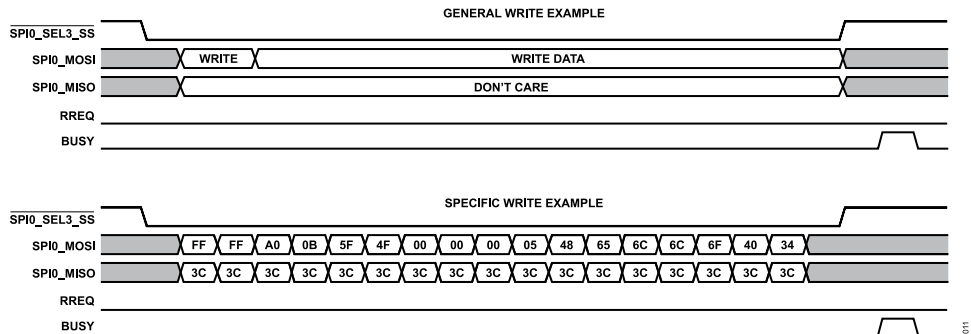 GENERAL WRITE EXAMPLE
SPI0_SEL3_SS
SPI0_MOSI WRITE WRITE DATA
SPI0_MISO DON'T CARE
RREQ
BUSY
SPECIFIC WRITE EXAMPLE
SPI0_SEL3_SS
SPI0_MOSI FF FF A0 0B 5F 4F 00 00 00 05 48 65 6C 6C 6F 40 34
SPI0_MISO 3C 3C 3C 3C 3C 3C 3C 3C 3C 3C 3C 3C 3C 3C 3C 3C 3C
RREQ
BUSY
011